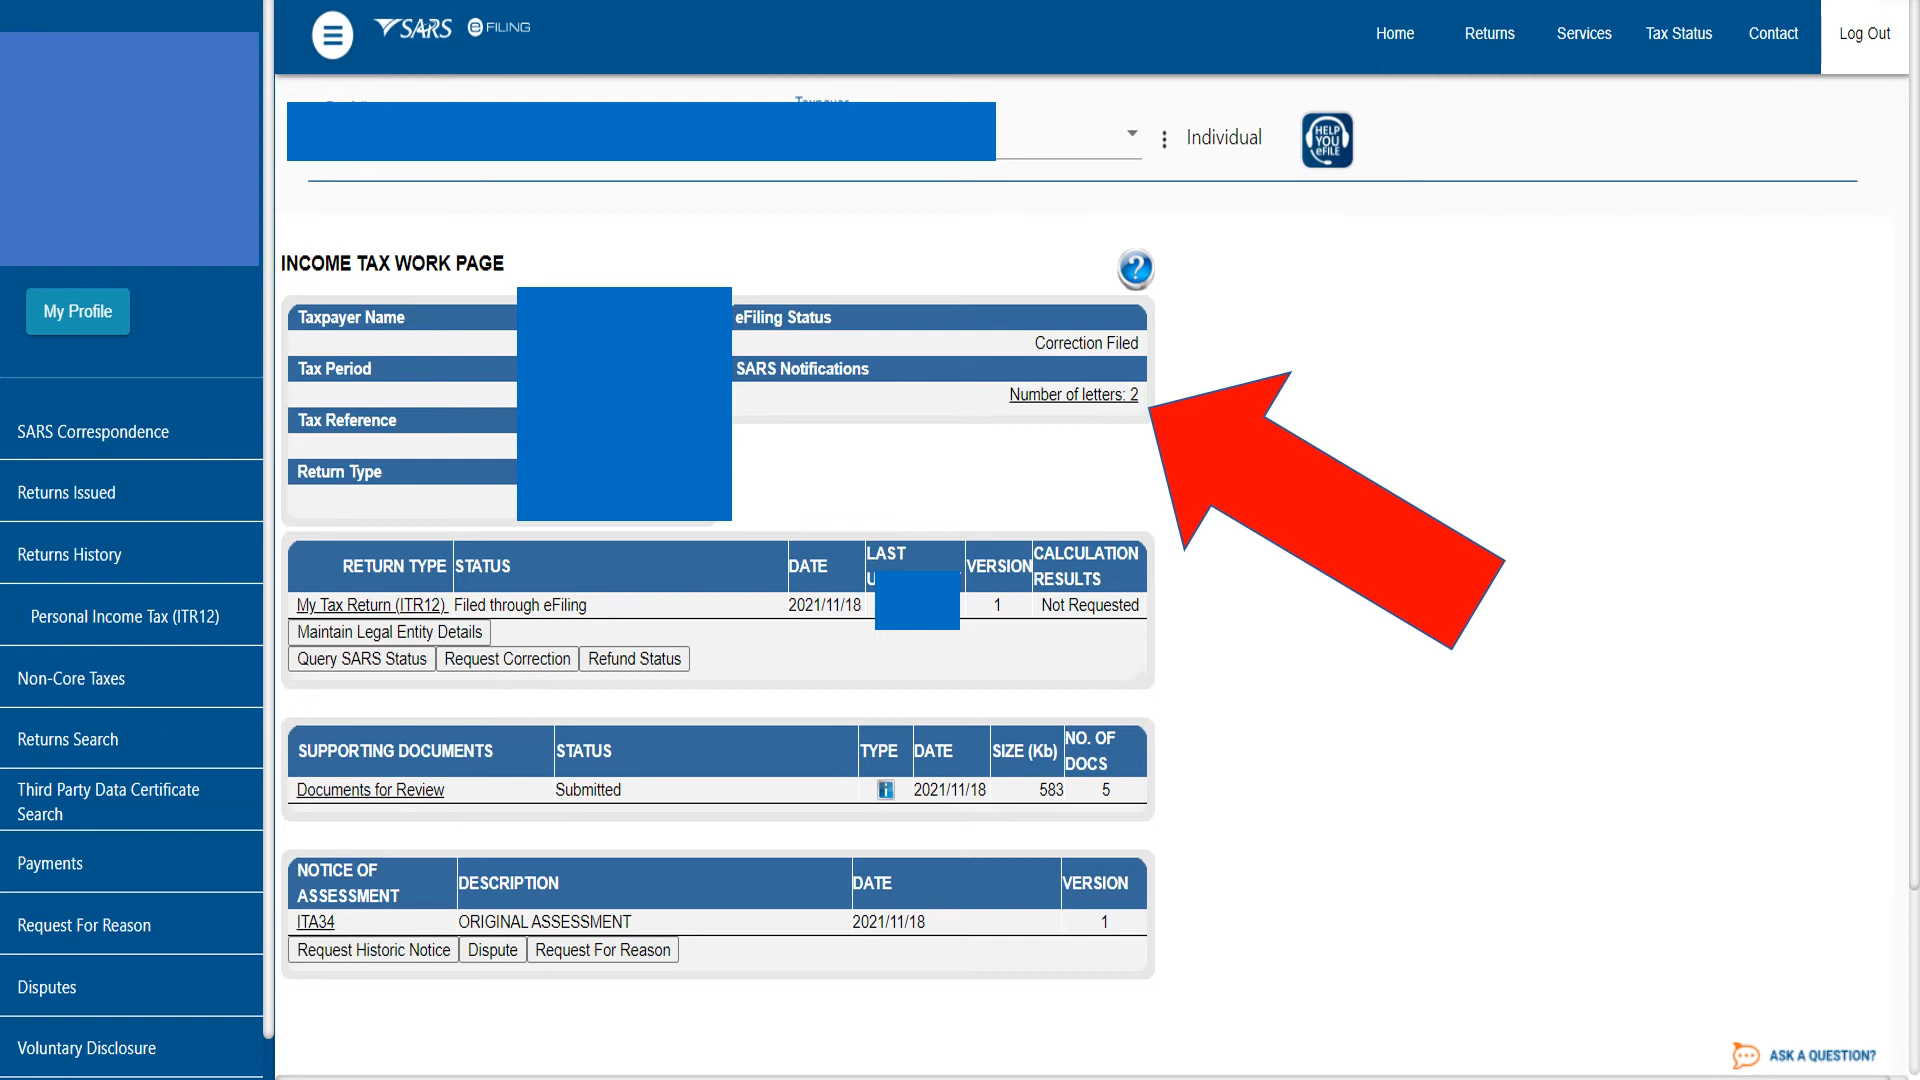 SARS eFILING
Home
Returns
Services
Tax Status
Contact
Log Out
Individual
HELP
YOU
eFILE
My Profile
SARS Correspondence
Returns Issued
Returns History
Personal Income Tax (ITR12)
Non-Core Taxes
Returns Search
Third Party Data Certificate
Search
Payments
Request For Reason
Disputes
Voluntary Disclosure
INCOME TAX WORK PAGE
?
Taxpayer Name
eFiling Status
Correction Filed
Tax Period
SARS Notifications
Number of letters: 2
Tax Reference
Return Type
RETURN TYPE STATUS DATE LAST VERSION CALCULATION
RESULTS
My Tax Return (ITR12) Filed through eFiling 2021/11/18 1 Not Requested
Maintain Legal Entity Details
Query SARS Status Request Correction Refund Status
SUPPORTING DOCUMENTS STATUS TYPE DATE SIZE (Kb) NO. OF
DOCS
Documents for Review Submitted i 2021/11/18 583 5
NOTICE OF
ASSESSMENT DESCRIPTION DATE VERSION
ITA34 ORIGINAL ASSESSMENT 2021/11/18 1
Request Historic Notice Dispute Request For Reason
ASK A QUESTION?